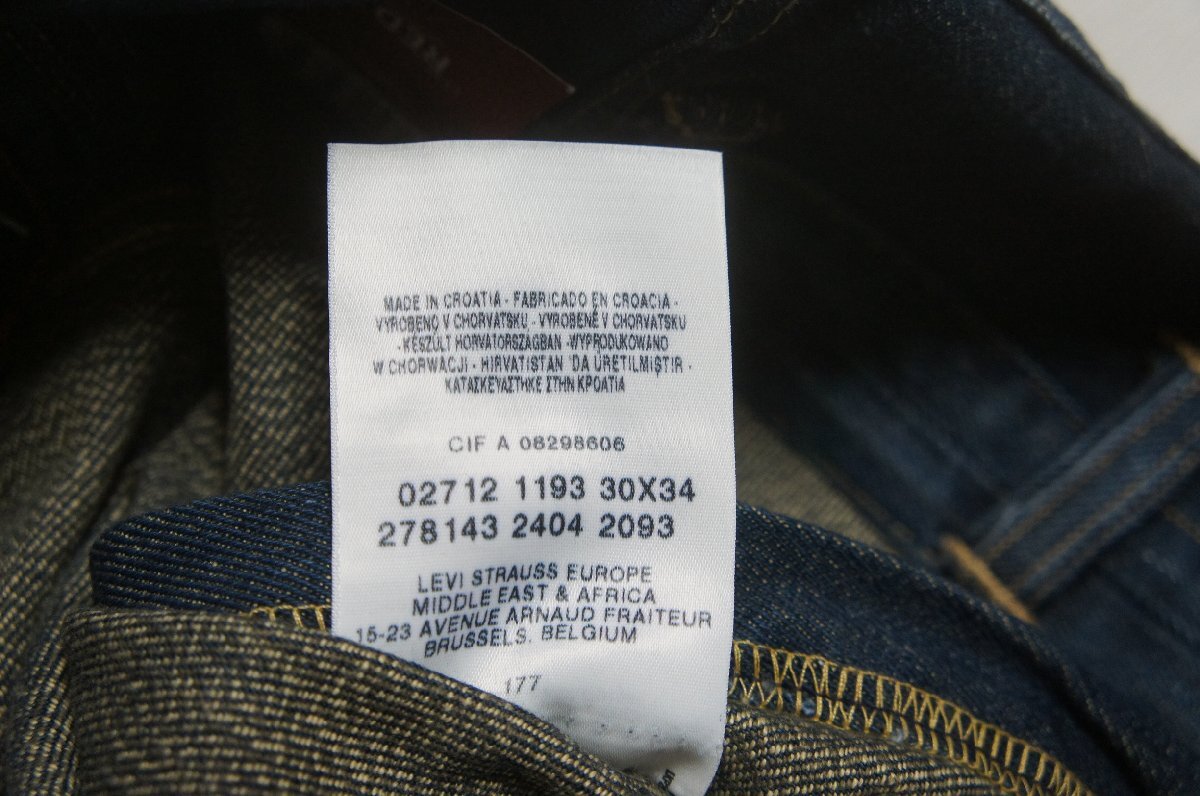 MADE IN CROATIA - FABRICADO EN CROACIA -
VYROBENO V CHORVATSKU - VYROBENÉ V CHORVATSKU
- KÉSZÜLT HORVÁTORSZÁGBAN -WYPRODUKOWANO
W CHORWACJI - HIRVATISTAN 'DA ÜRETILMIŞTIR -
ΚΑΤΑΣΚΕΥΑΣΤΗΚΕ ΣΤΗΝ ΚΡΟΑΤΙΑ
CIF A 08298606
02712 1193 30X34
278143 2404 2093
LEVI STRAUSS EUROPE
MIDDLE EAST & AFRICA
15-23 AVENUE ARNAUD FRAITEUR
BRUSSELS. BELGIUM
177